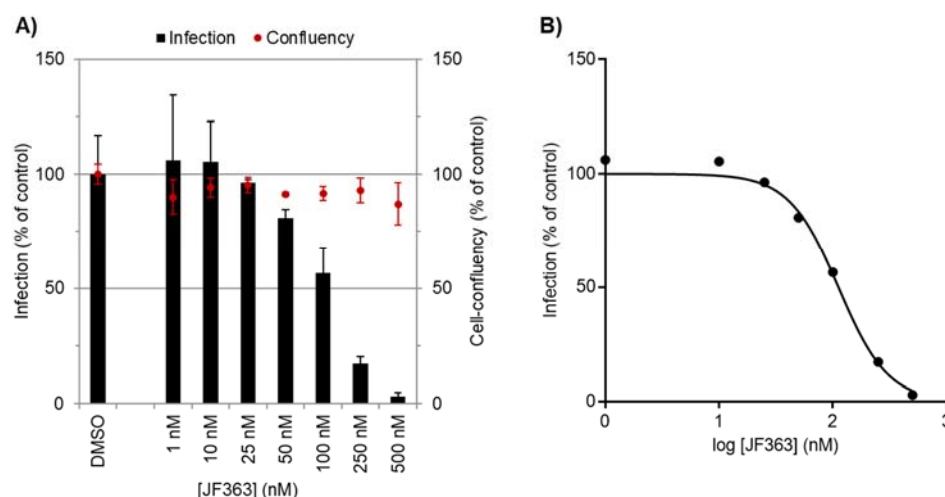 A)
Infection Confluency
150
100
50
0
Infection (% of control)
150
100
50
0
Cell-confluency (% of control)
DMSO
1 nM
10 nM
25 nM
50 nM
100 nM
250 nM
500 nM
[JF363] (nM)
B)
150
100
50
0
Infection (% of control)
0 1 2 3
log [JF363] (nM)